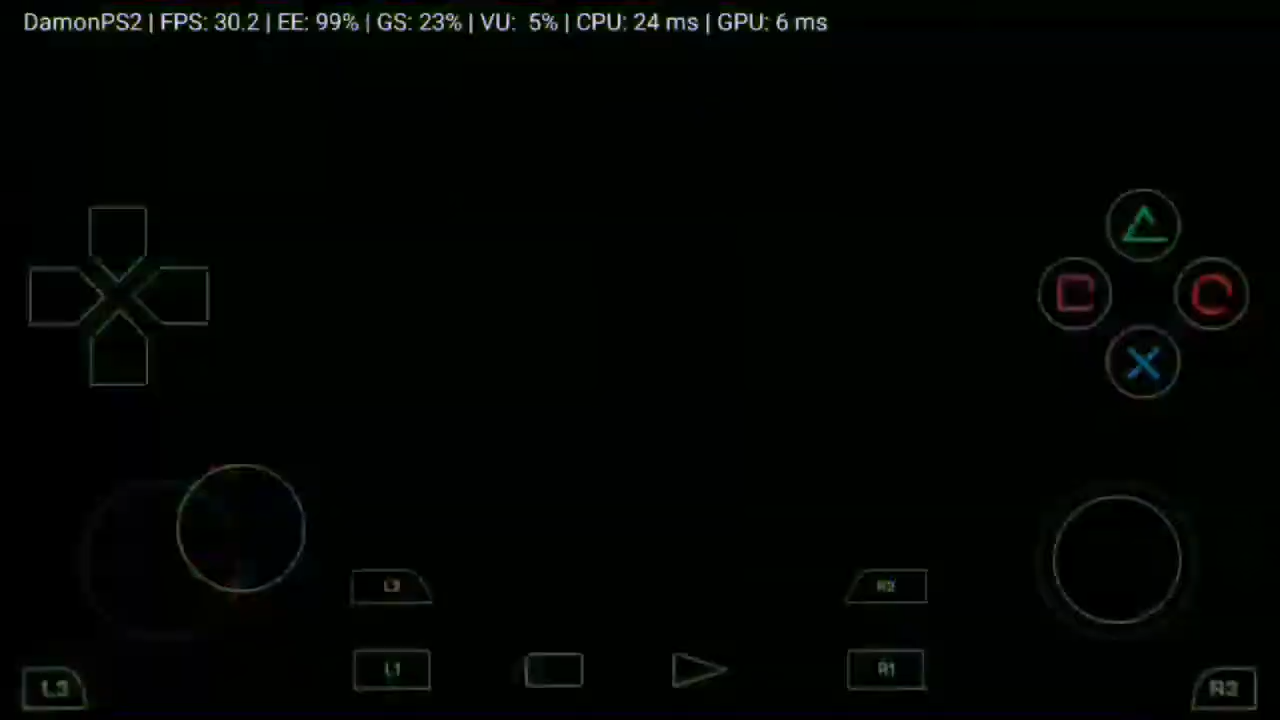 DamonPS2 | FPS: 30.2 | EE: 99% | GS: 23% | VU:  5% | CPU: 24 ms | GPU: 6 ms
L2
R2
L1
R1
L3
R3